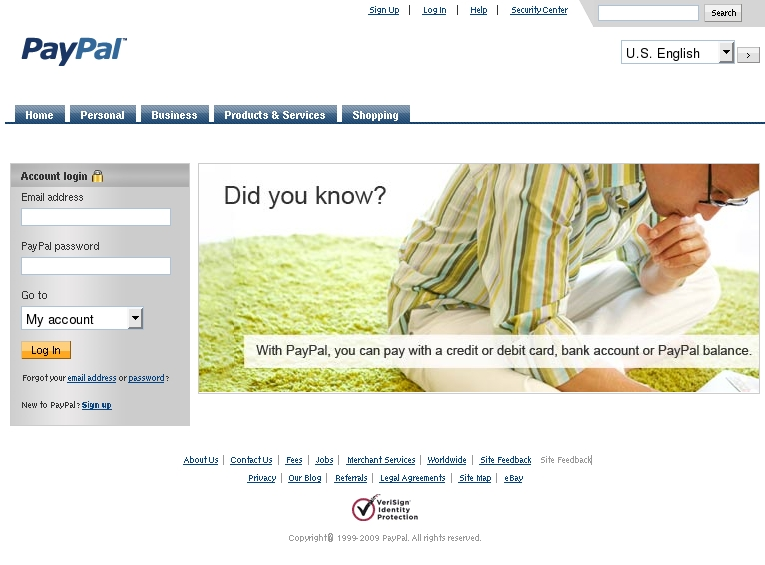 Sign Up | Log In | Help | Security Center Search
PayPal™
U.S. English >
Home Personal Business Products & Services Shopping
Account login
Email address
PayPal password
Go to
My account
Log In
Forgot your email address or password?
New to PayPal? Sign up
Did you know?
With PayPal, you can pay with a credit or debit card, bank account or PayPal balance.
About Us | Contact Us | Fees | Jobs | Merchant Services | Worldwide | Site Feedback Site Feedback|
Privacy | Our Blog | Referrals | Legal Agreements | Site Map | eBay
VeriSign
Identity
Protection
Copyright 1999-2009 PayPal. All rights reserved.